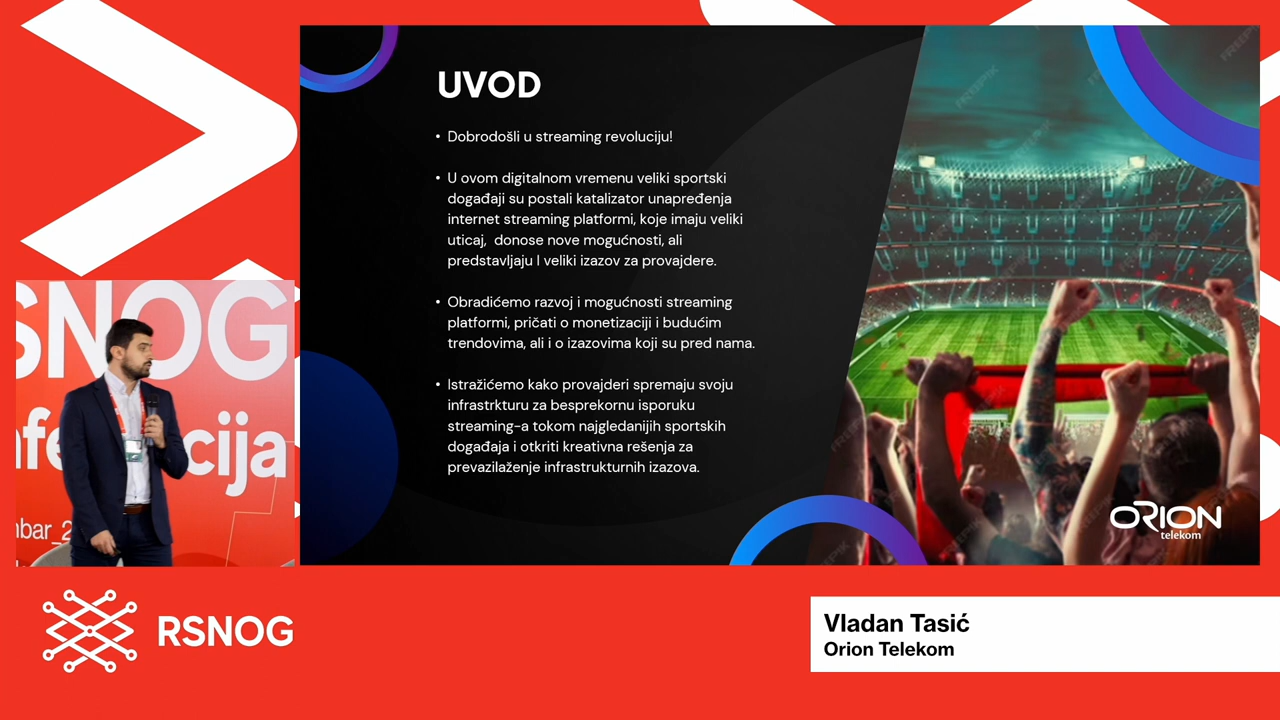 UVOD
• Dobrodošli u streaming revoluciju!
• U ovom digitalnom vremenu veliki sportski
događaji su postali katalizator unapređenja
internet streaming platformi, koje imaju veliki
uticaj, donose nove mogućnosti, ali
predstavljaju I veliki izazov za provajdere.
• Obradićemo razvoj i mogućnosti streaming
platformi, pričati o monetizaciji i budućim
trendovima, ali i o izazovima koji su pred nama.
• Istražićemo kako provajderi spremaju svoju
infrastrkturu za besprekornu isporuku
streaming-a tokom najgledanijih sportskih
događaja i otkriti kreativna rešenja za
prevazilaženje infrastrukturnih izazova.
ORION
telekom
SNOG
cija
RSNOG
Vladan Tasić
Orion Telekom